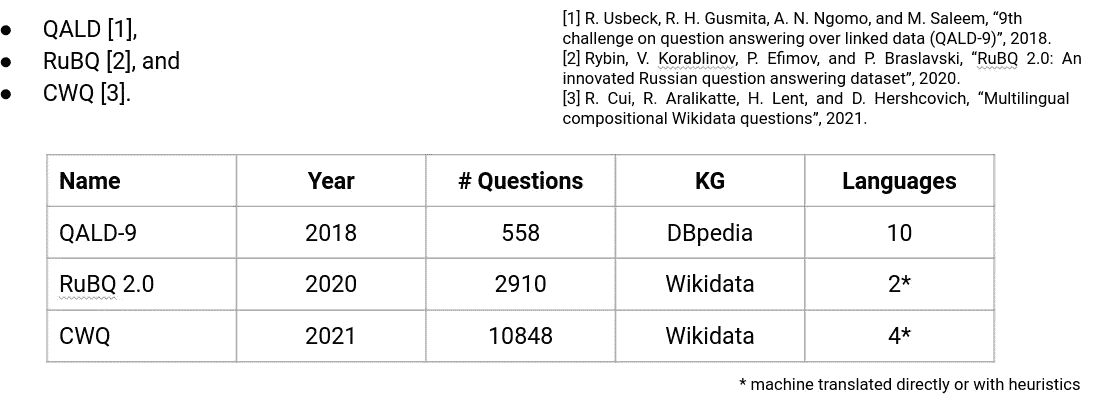 ● QALD [1],
● RuBQ [2], and
● CWQ [3].
[1] R. Usbeck, R. H. Gusmita, A. N. Ngomo, and M. Saleem, “9th
challenge on question answering over linked data (QALD-9)”, 2018.
[2] Rybin, V. Korablinov, P. Efimov, and P. Braslavski, “RuBQ 2.0: An
innovated Russian question answering dataset”, 2020.
[3] R. Cui, R. Aralikatte, H. Lent, and D. Hershcovich, “Multilingual
compositional Wikidata questions”, 2021.
Name Year # Questions KG Languages
QALD-9 2018 558 DBpedia 10
RuBQ 2.0 2020 2910 Wikidata 2*
CWQ 2021 10848 Wikidata 4*
* machine translated directly or with heuristics